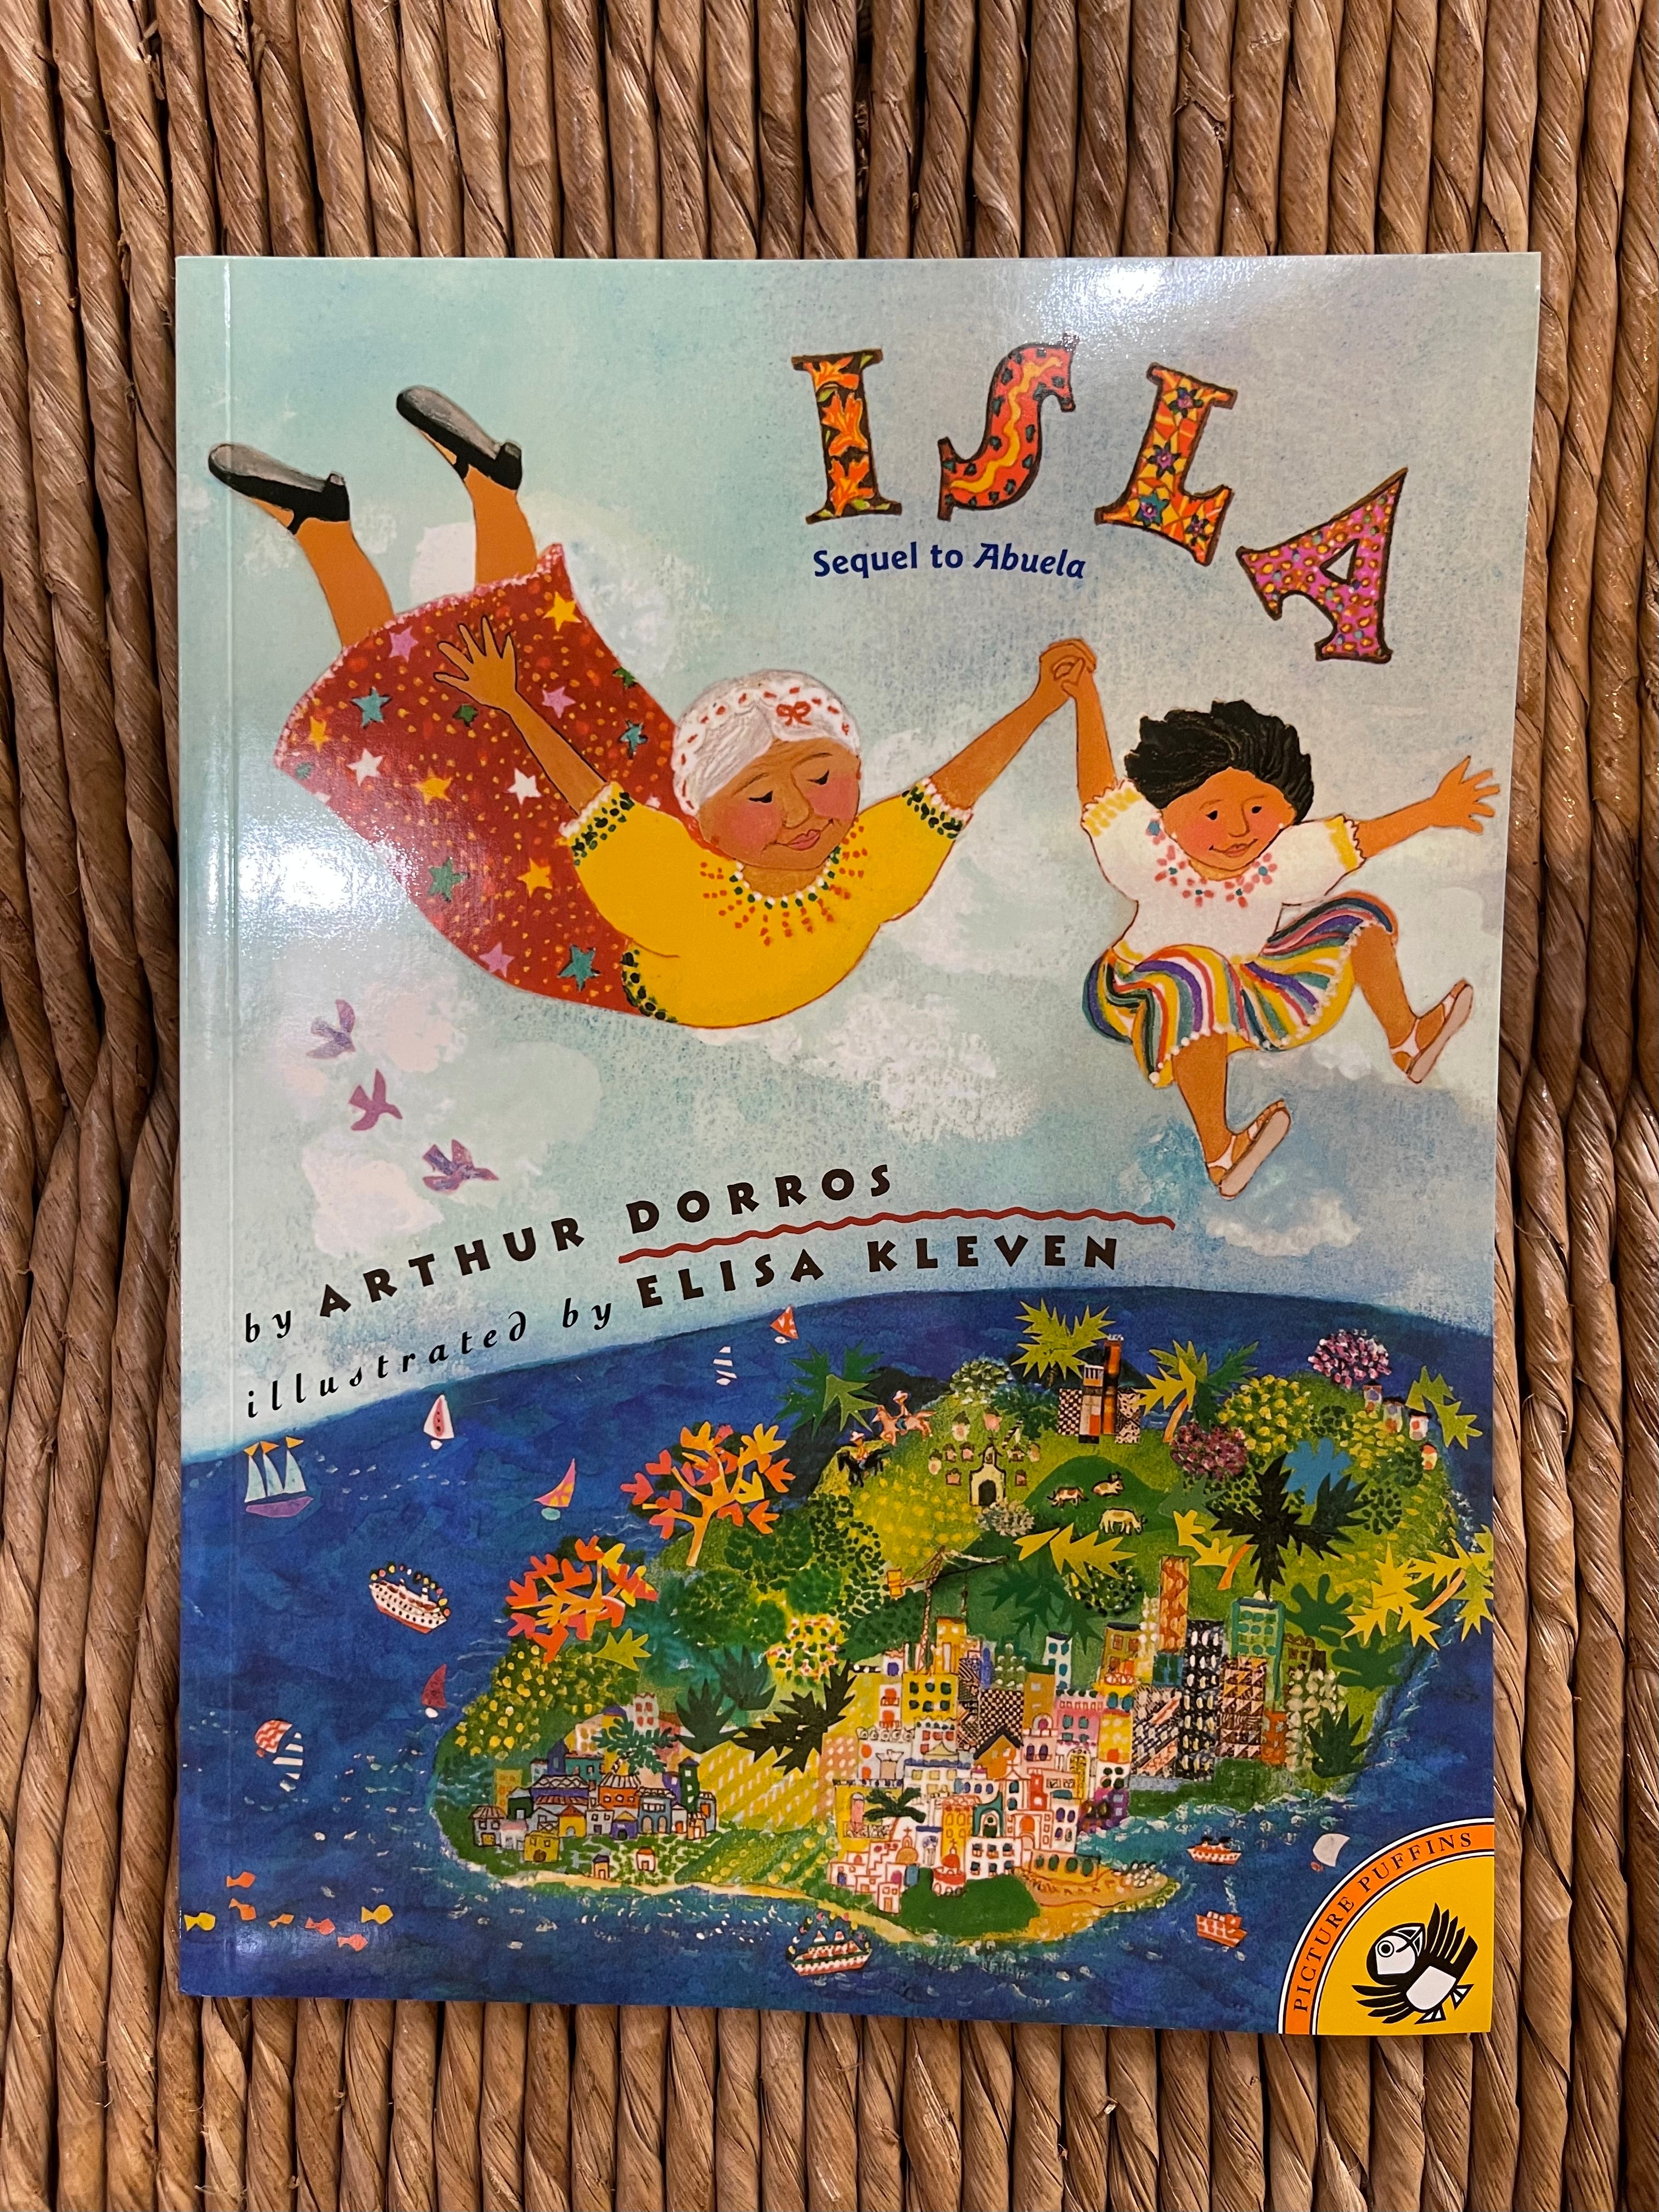 ISLA
Sequel to Abuela
by ARTHUR DORROS
illustrated by ELISA KLEVEN
PICTURE PUFFINS